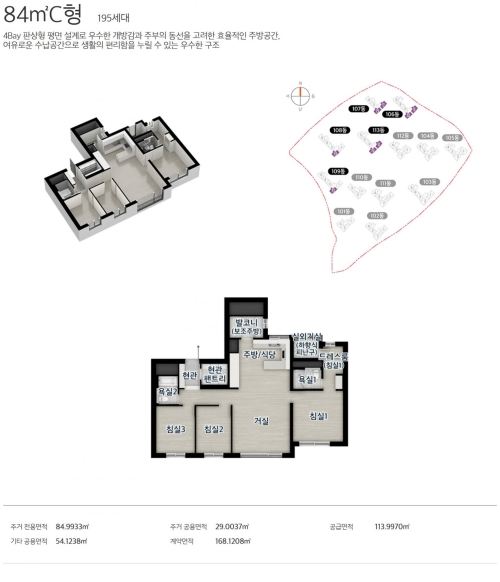 84㎡C형 195세대
4Bay 판상형 평면 설계로 우수한 개방감과 주부의 동선을 고려한 효율적인 주방공간,
여유로운 수납공간으로 생활의 편리함을 누릴 수 있는 우수한 구조
N
107동
106동
108동
113동
112동
104동
105동
109동
110동
111동
103동
101동
102동
발코니
(보조주방)
실외기실
(하향식
피난구)
주방/식당
드레스룸
(침실1)
현관
현관
팬트리
욕실1
욕실2
침실3
침실2
거실
침실1
주거 전용면적 84.9933㎡ 주거 공용면적 29.0037㎡ 공급면적 113.9970㎡
기타 공용면적 54.1238㎡ 계약면적 168.1208㎡